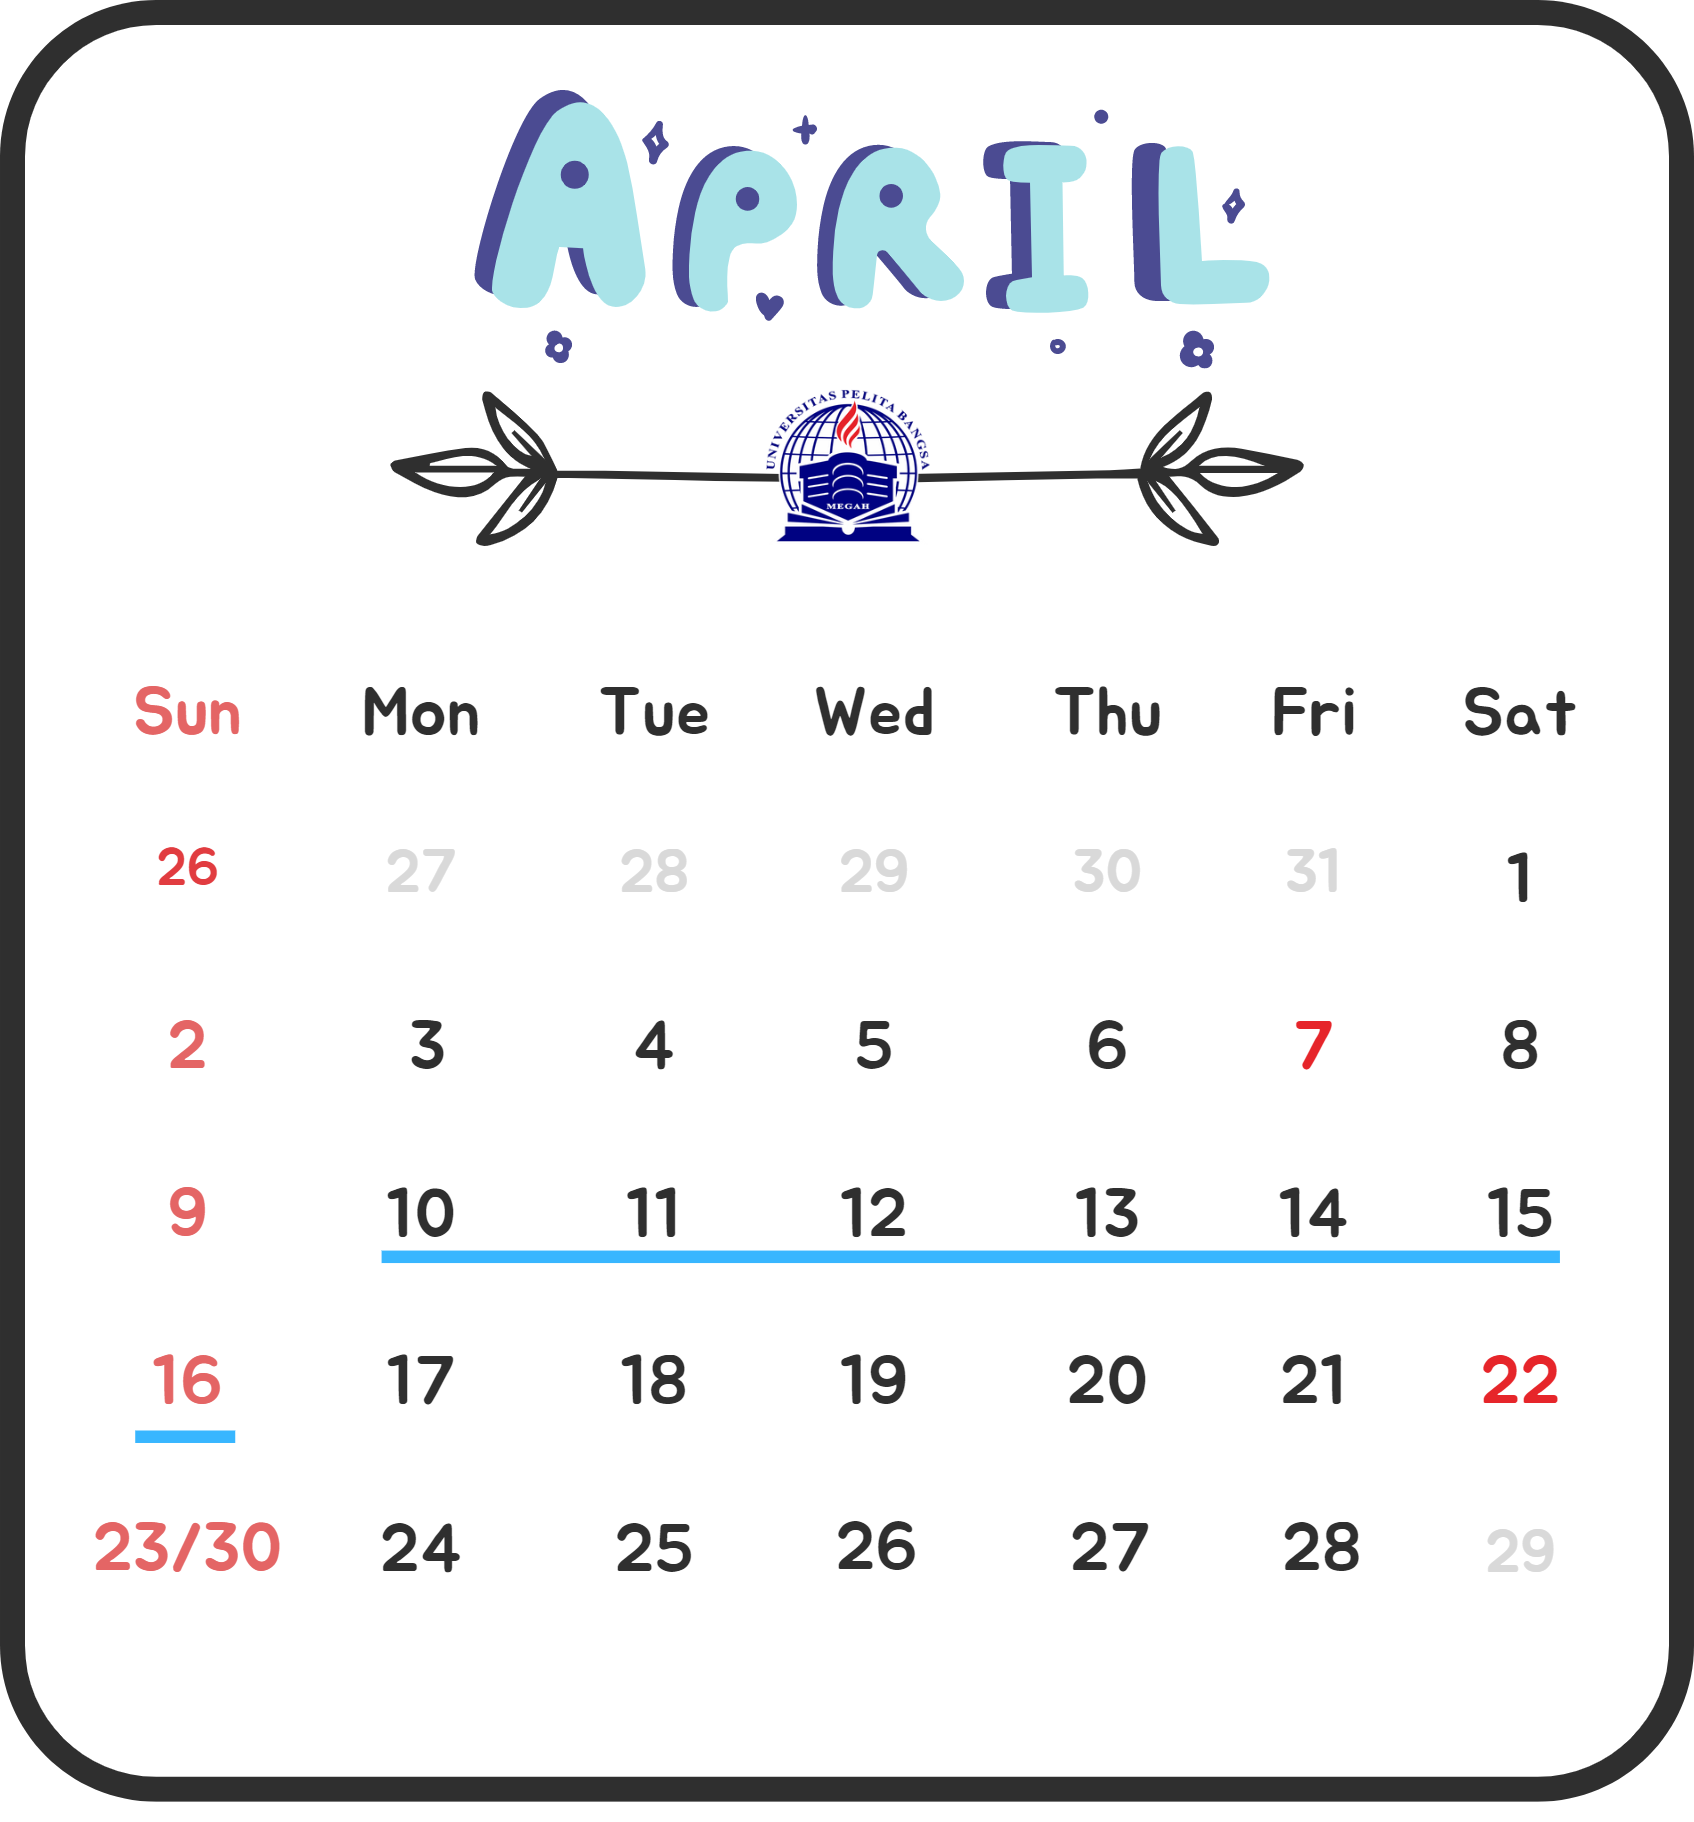 APRIL
UNIVERSITAS PELITA BANGSA
MEGAH
Sun Mon Tue Wed Thu Fri Sat
26 27 28 29 30 31 1
2 3 4 5 6 7 8
9 10 11 12 13 14 15
16 17 18 19 20 21 22
23/30 24 25 26 27 28 29